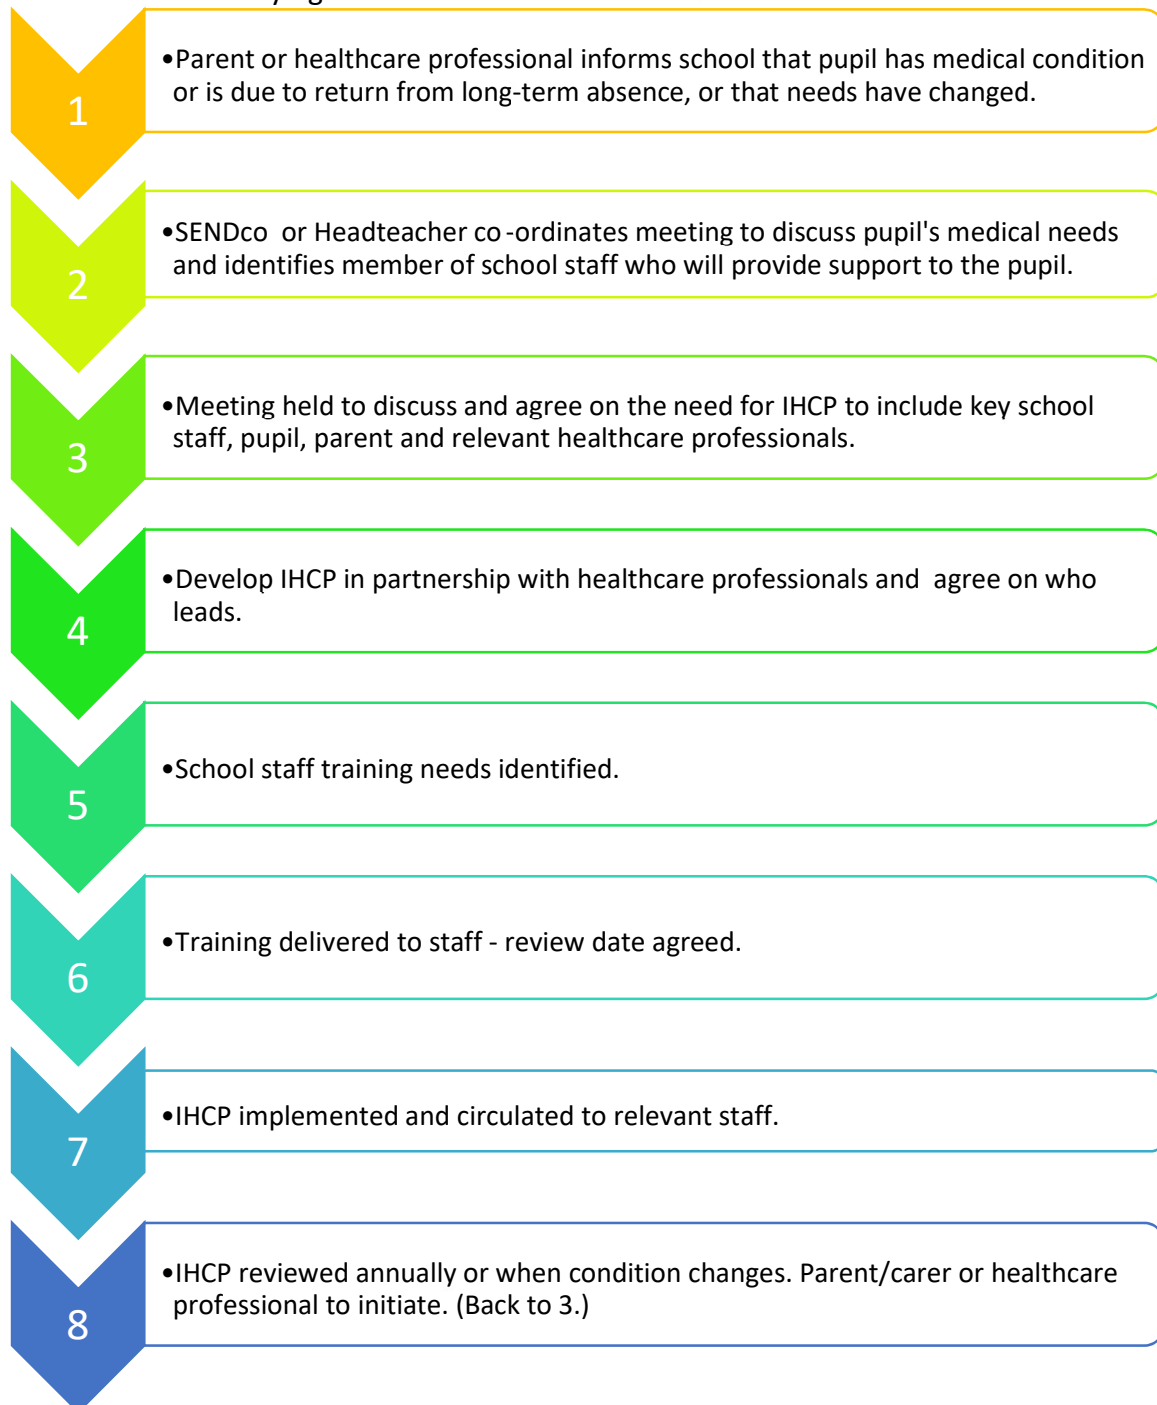 1
•Parent or healthcare professional informs school that pupil has medical condition
or is due to return from long-term absence, or that needs have changed.
2
•SENDco or Headteacher co-ordinates meeting to discuss pupil's medical needs
and identifies member of school staff who will provide support to the pupil.
3
•Meeting held to discuss and agree on the need for IHCP to include key school
staff, pupil, parent and relevant healthcare professionals.
4
•Develop IHCP in partnership with healthcare professionals and agree on who
leads.
5
•School staff training needs identified.
6
•Training delivered to staff - review date agreed.
7
•IHCP implemented and circulated to relevant staff.
8
•IHCP reviewed annually or when condition changes. Parent/carer or healthcare
professional to initiate. (Back to 3.)